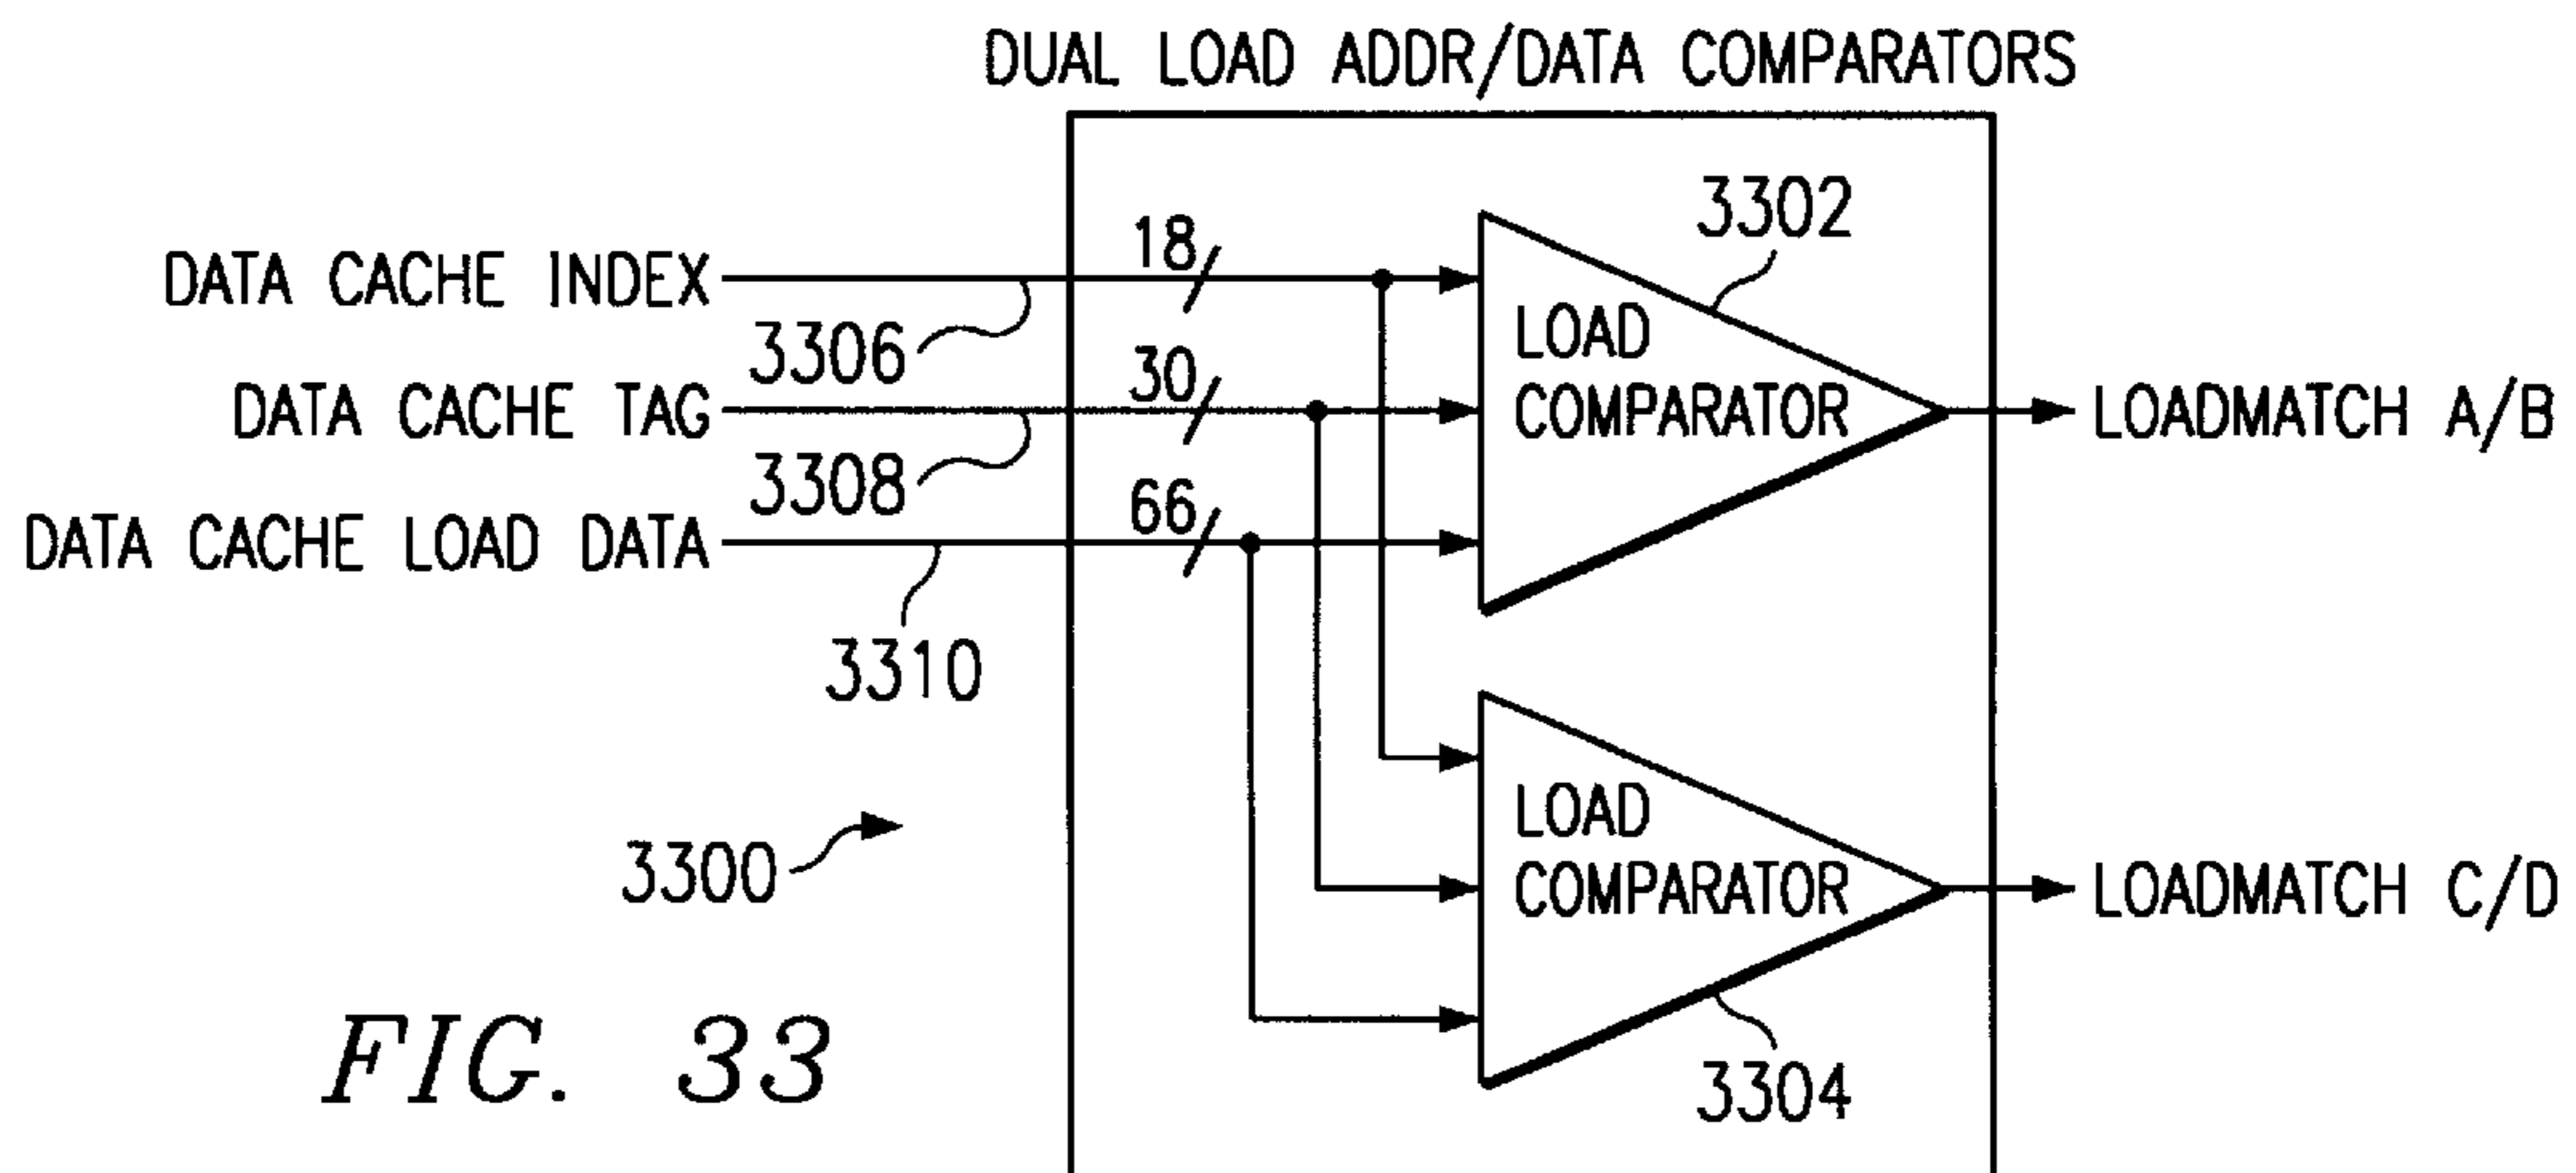 DUAL LOAD ADDR/DATA COMPARATORS
3302
18
DATA CACHE INDEX
LOAD
3306
30
DATA CACHE TAG
COMPARATOR
LOADMATCH A/B
3308
66
DATA CACHE LOAD DATA
3310
LOAD
3300
COMPARATOR
LOADMATCH C/D
FIG. 33
3304